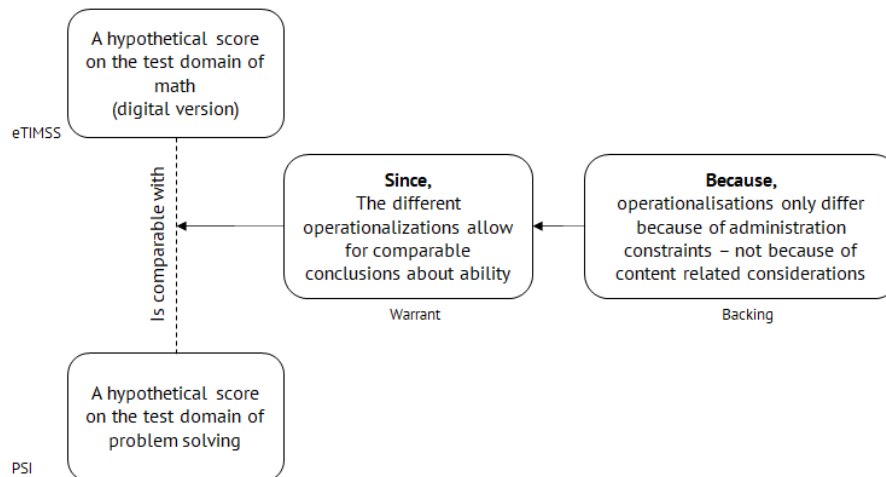 A hypothetical score
on the test domain of
math
(digital version)
eTIMSS
Is comparable with
Since,
The different
operationalizations allow
for comparable
conclusions about ability
Warrant
Because,
operationalisations only differ
because of administration
constraints – not because of
content related considerations
Backing
A hypothetical score
on the test domain of
problem solving
PSI